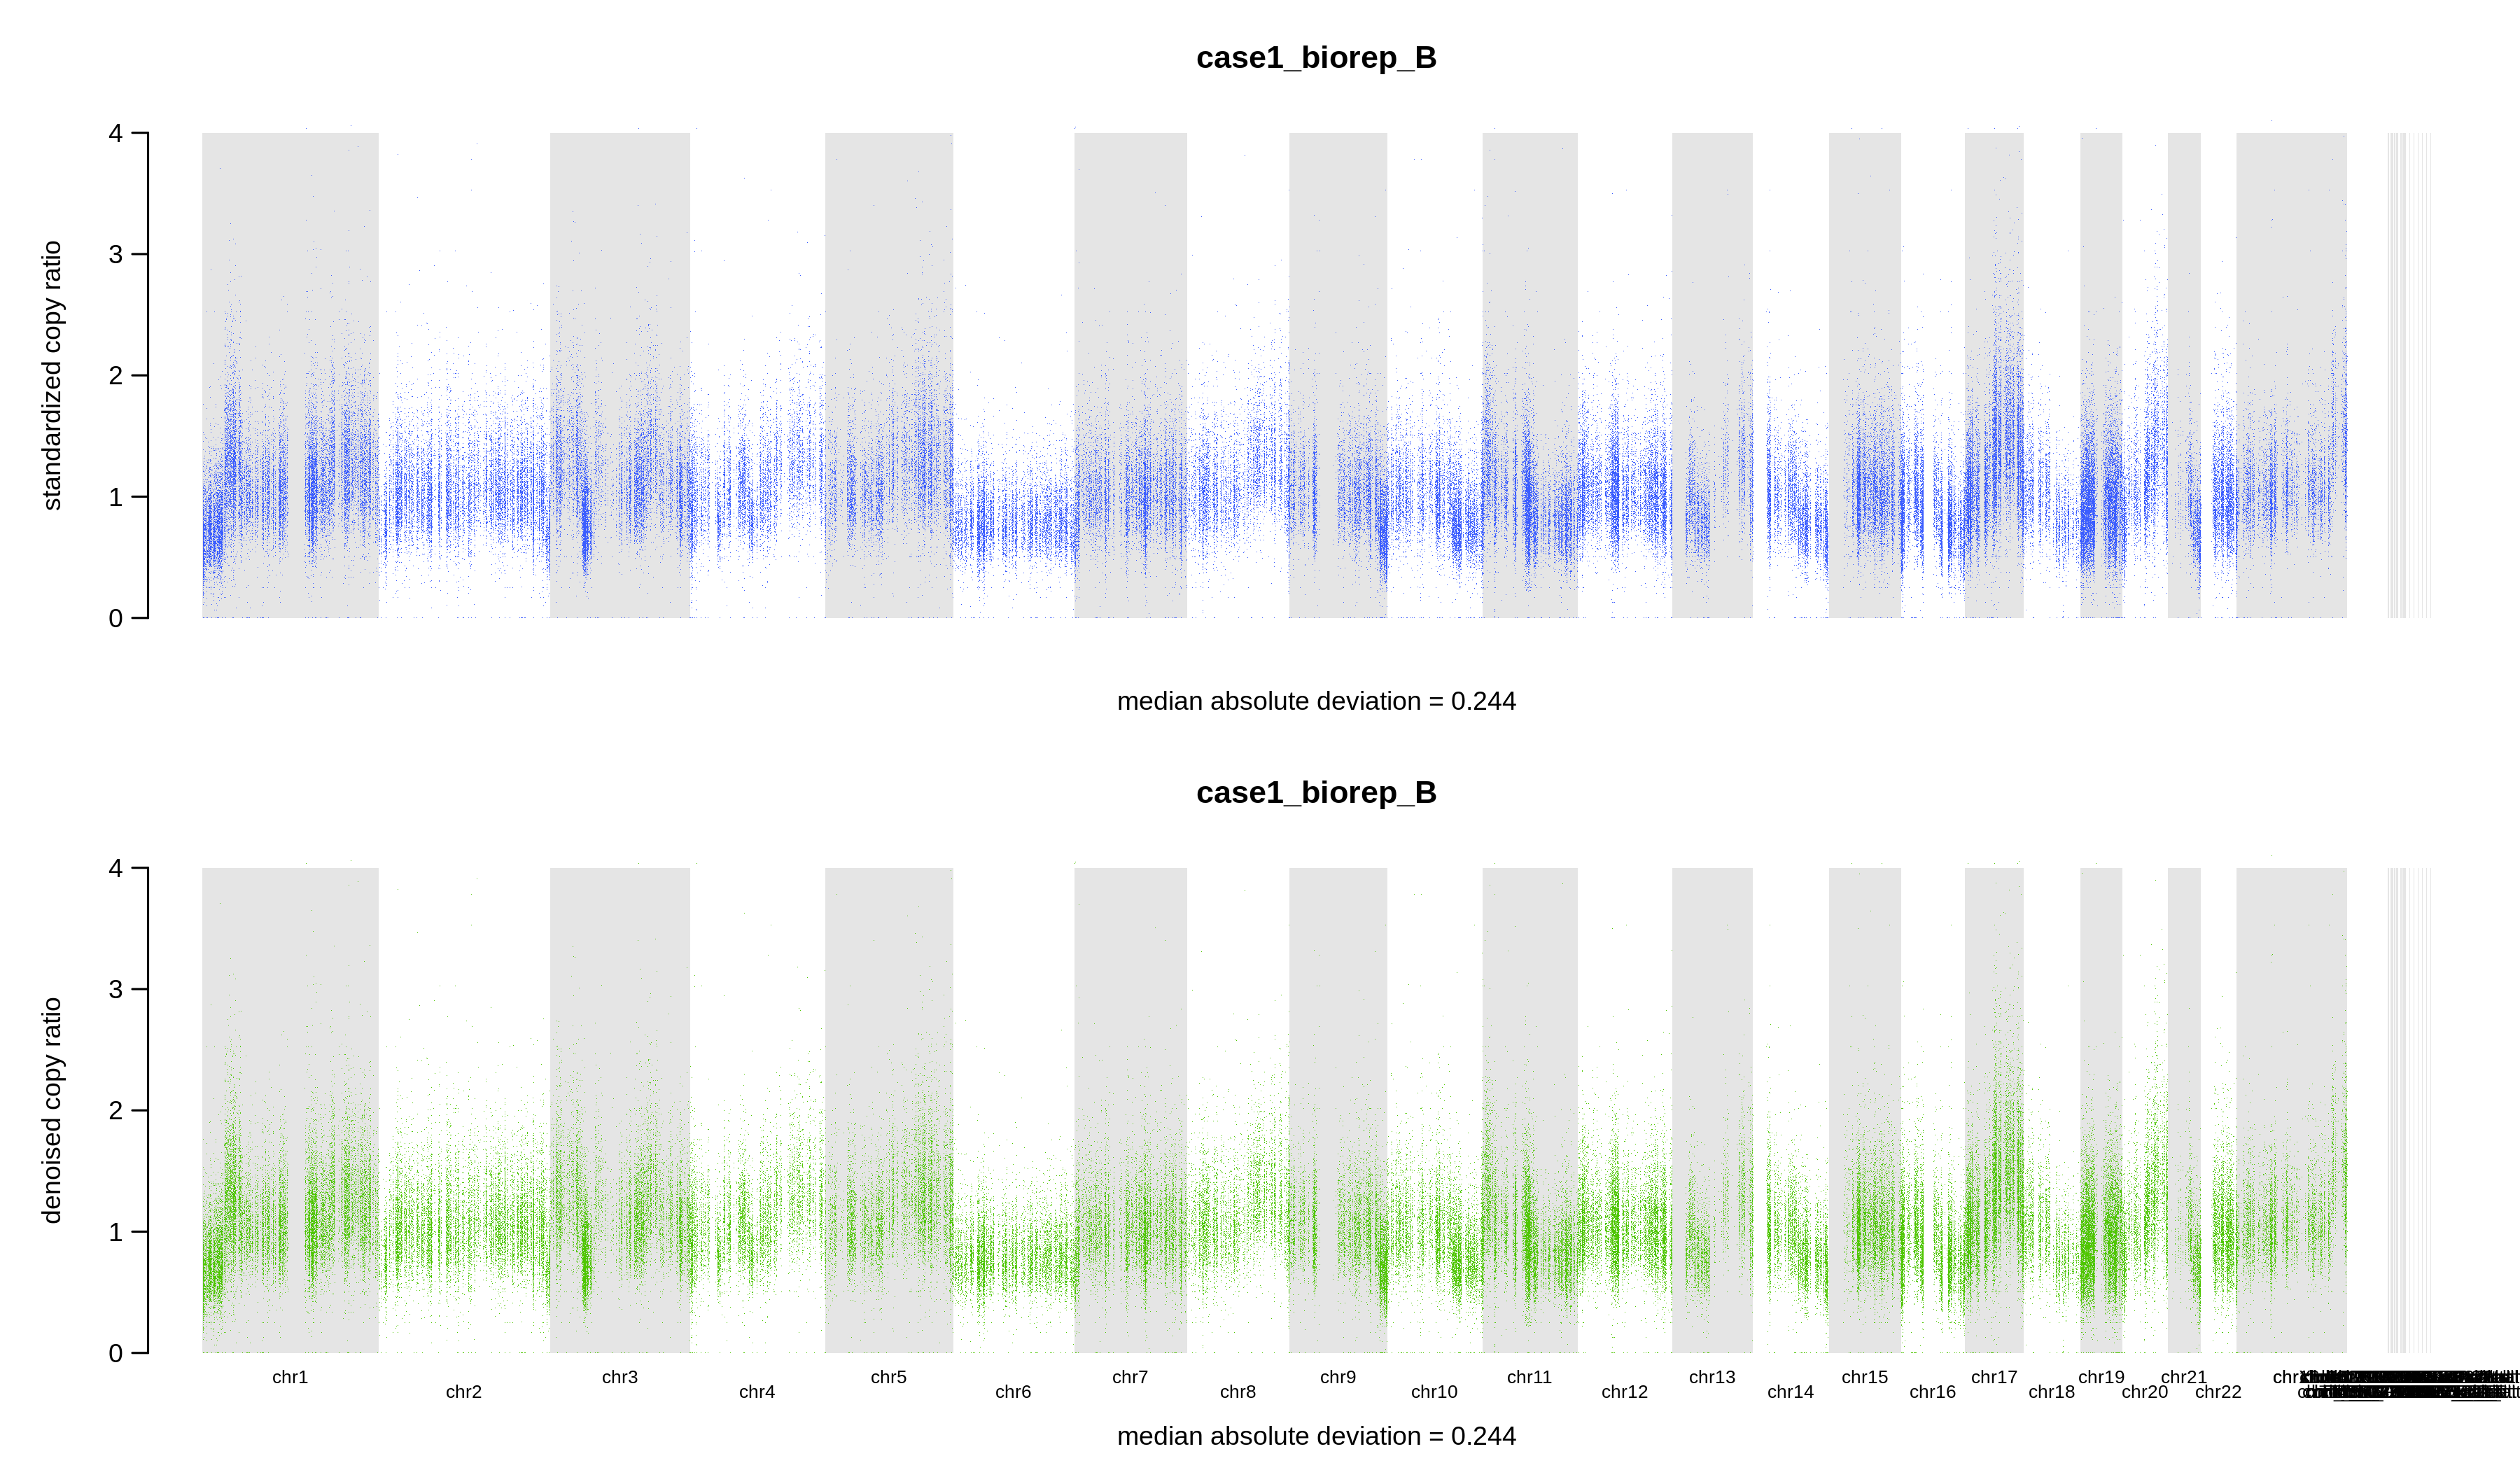 case1_biorep_B
4
3
2
1
0
standardized copy ratio
median absolute deviation = 0.244
case1_biorep_B
4
3
2
1
0
denoised copy ratio
chr1 chr3 chr5 chr7 chr9 chr11 chr13 chr15 chr17 chr19 chr21
chr2 chr4 chr6 chr8 chr10 chr12 chr14 chr16 chr18 chr20 chr22
median absolute deviation = 0.244